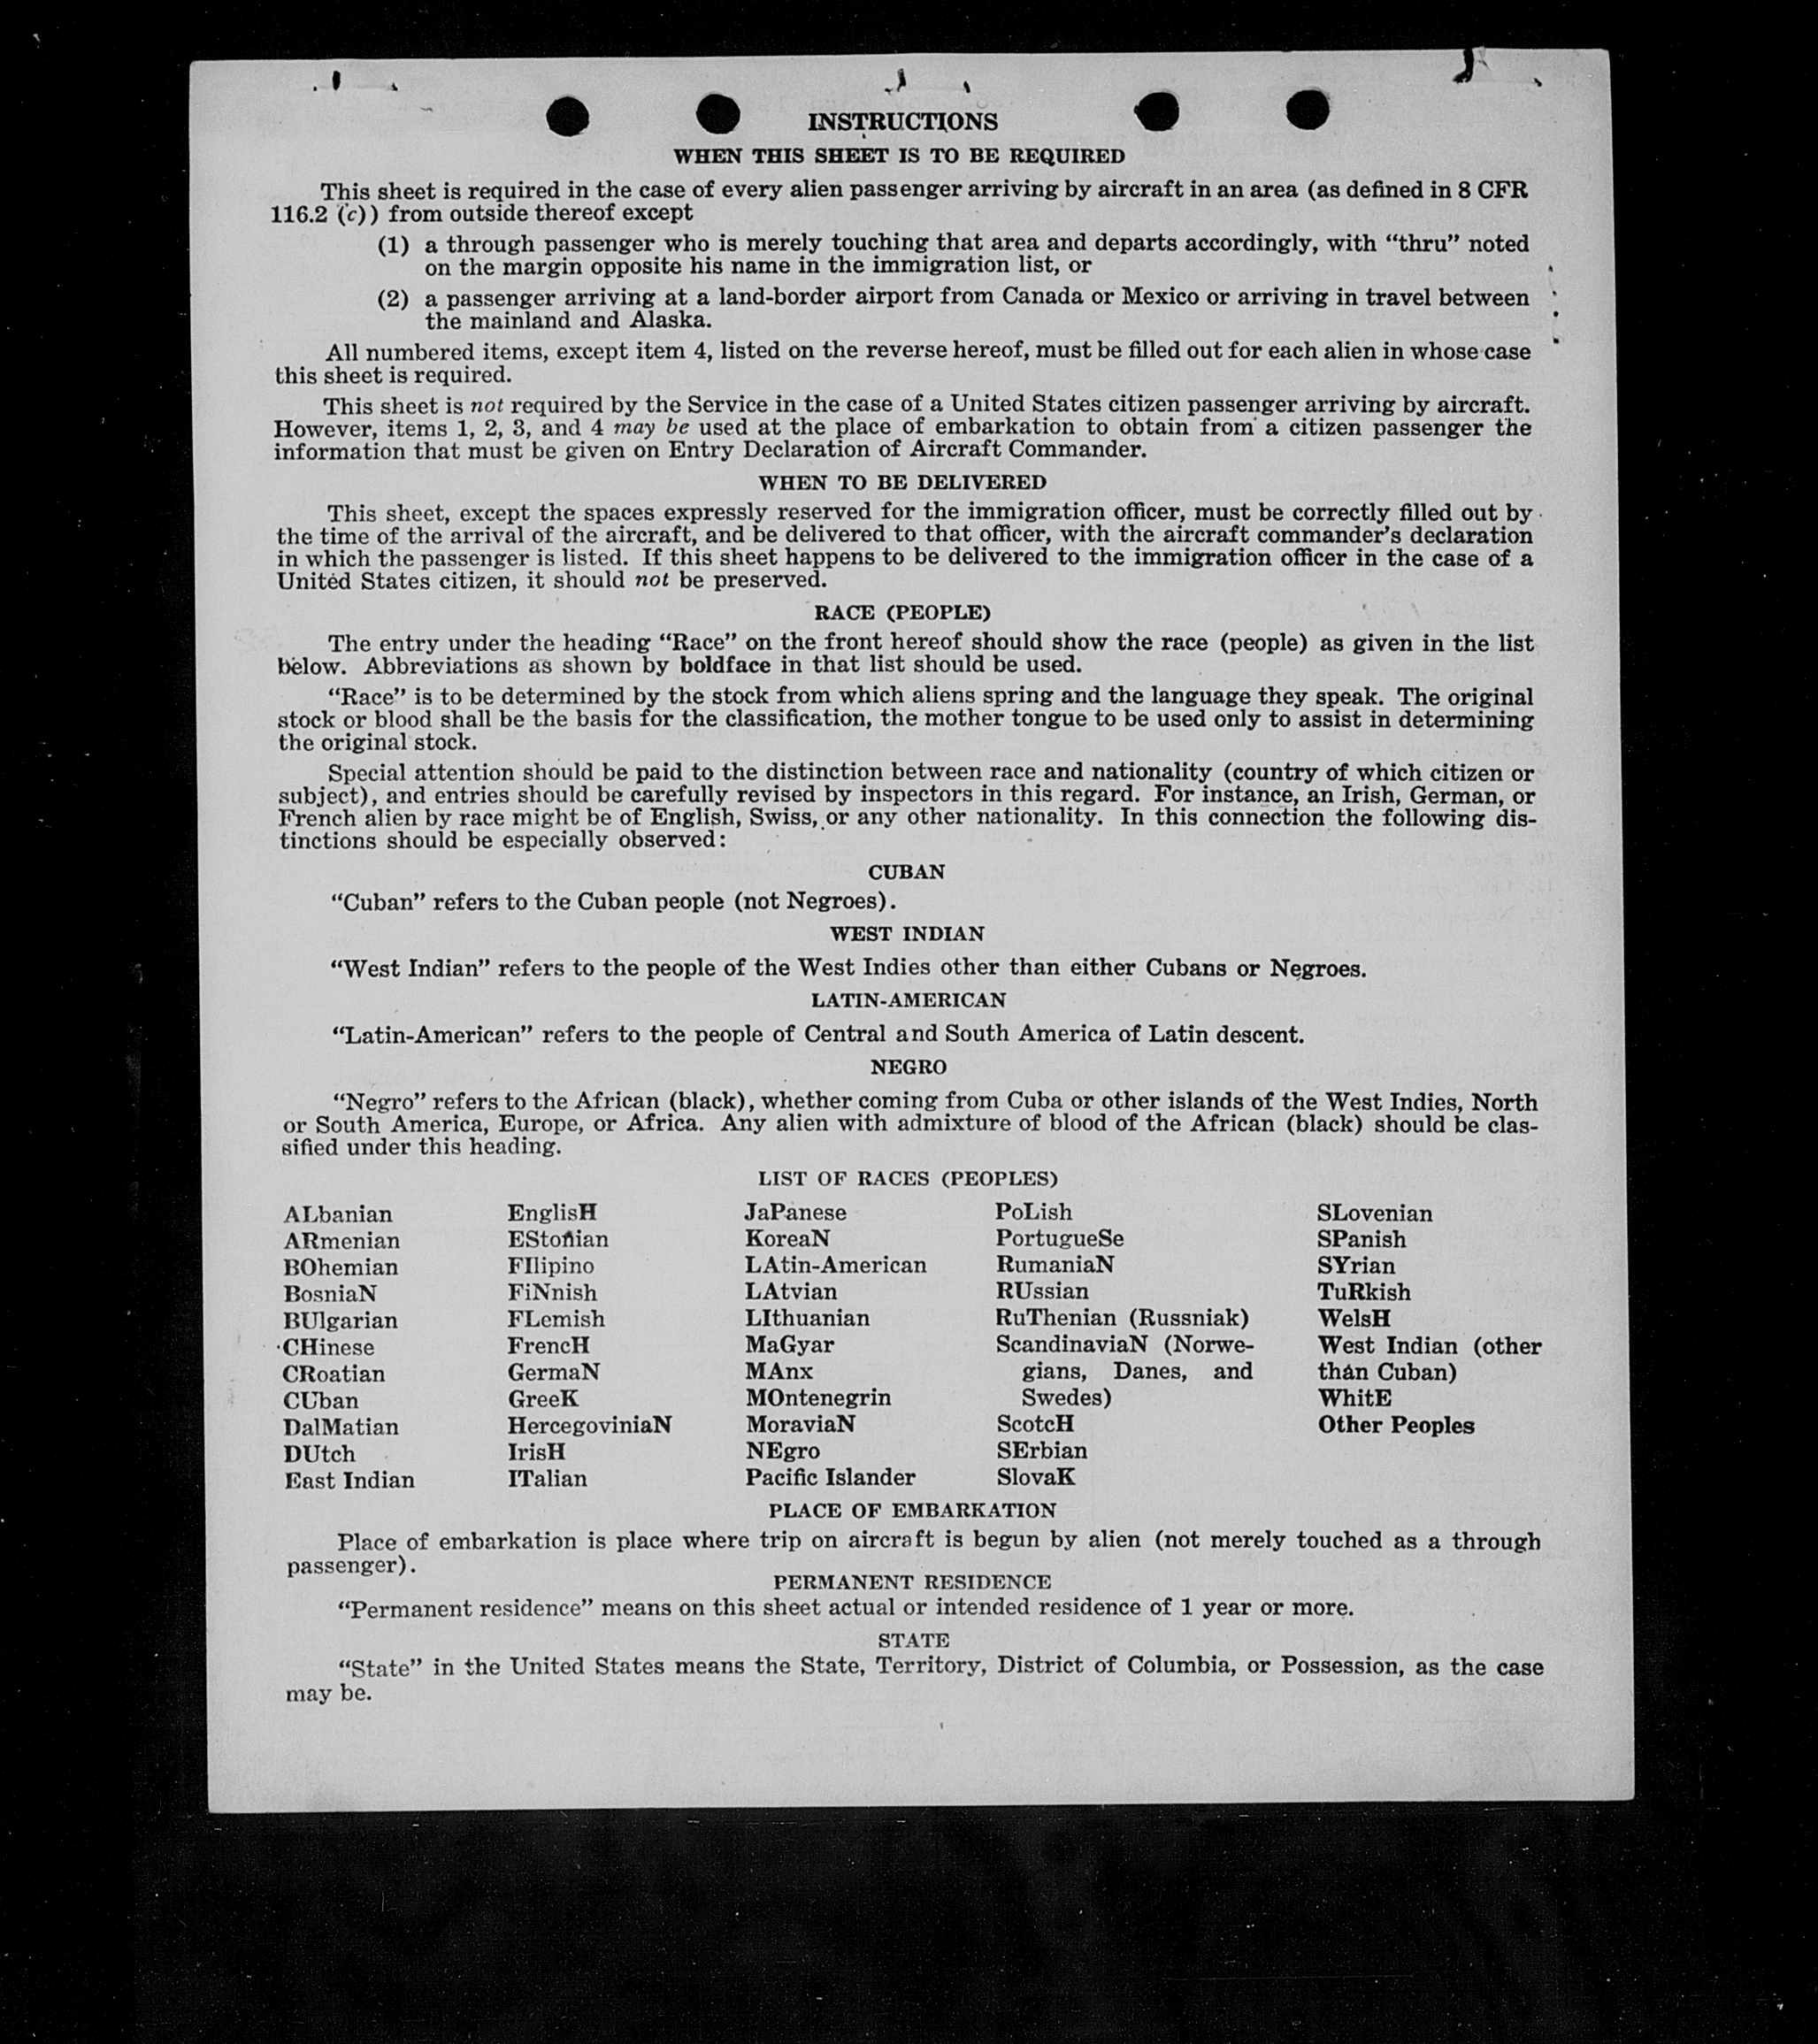 INSTRUCTIONS
WHEN THIS SHEET IS TO BE REQUIRED
This sheet is required in the case of every alien passenger arriving by aircraft in an area (as defined in 8 CFR
116.2 (c)) from outside thereof except
(1) a through passenger who is merely touching that area and departs accordingly, with “thru” noted
on the margin opposite his name in the immigration list, or
(2) a passenger arriving at a land-border airport from Canada or Mexico or arriving in travel between
the mainland and Alaska.
All numbered items, except item 4, listed on the reverse hereof, must be filled out for each alien in whose case
this sheet is required.
This sheet is not required by the Service in the case of a United States citizen passenger arriving by aircraft.
However, items 1, 2, 3, and 4 may be used at the place of embarkation to obtain from a citizen passenger the
information that must be given on Entry Declaration of Aircraft Commander.
WHEN TO BE DELIVERED
This sheet, except the spaces expressly reserved for the immigration officer, must be correctly filled out by
the time of the arrival of the aircraft, and be delivered to that officer, with the aircraft commander’s declaration
in which the passenger is listed. If this sheet happens to be delivered to the immigration officer in the case of a
United States citizen, it should not be preserved.
RACE (PEOPLE)
The entry under the heading “Race” on the front hereof should show the race (people) as given in the list
below. Abbreviations as shown by boldface in that list should be used.
“Race” is to be determined by the stock from which aliens spring and the language they speak. The original
stock or blood shall be the basis for the classification, the mother tongue to be used only to assist in determining
the original stock.
Special attention should be paid to the distinction between race and nationality (country of which citizen or
subject), and entries should be carefully revised by inspectors in this regard. For instance, an Irish, German, or
French alien by race might be of English, Swiss, or any other nationality. In this connection the following dis-
tinctions should be especially observed:
CUBAN
“Cuban” refers to the Cuban people (not Negroes).
WEST INDIAN
“West Indian” refers to the people of the West Indies other than either Cubans or Negroes.
LATIN-AMERICAN
“Latin-American” refers to the people of Central and South America of Latin descent.
NEGRO
“Negro” refers to the African (black), whether coming from Cuba or other islands of the West Indies, North
or South America, Europe, or Africa. Any alien with admixture of blood of the African (black) should be clas-
sified under this heading.
LIST OF RACES (PEOPLES)
ALbanian
ARmenian
BOhemian
BosniaN
BUlgarian
CHinese
CRoatian
CUban
DalMatian
DUtch
East Indian
EnglisH
EStonian
FIlipino
FiNnish
FLemish
FrencH
GermaN
GreeK
HercegoviniaN
IrisH
ITalian
JaPanese
KoreaN
LAtin-American
LAtvian
LIthuanian
MaGyar
MAnx
MOntenegrin
MoraviaN
NEgro
Pacific Islander
PoLish
PortugueSe
RumaniaN
RUssian
RuThenian (Russniak)
ScandinaviaN (Norwe-
gians, Danes, and
Swedes)
ScotcH
SErbian
SlovaK
SLovenian
SPanish
SYrian
TuRkish
WelsH
West Indian (other
than Cuban)
WhitE
Other Peoples
PLACE OF EMBARKATION
Place of embarkation is place where trip on aircraft is begun by alien (not merely touched as a through
passenger).
PERMANENT RESIDENCE
“Permanent residence” means on this sheet actual or intended residence of 1 year or more.
STATE
“State” in the United States means the State, Territory, District of Columbia, or Possession, as the case
may be.